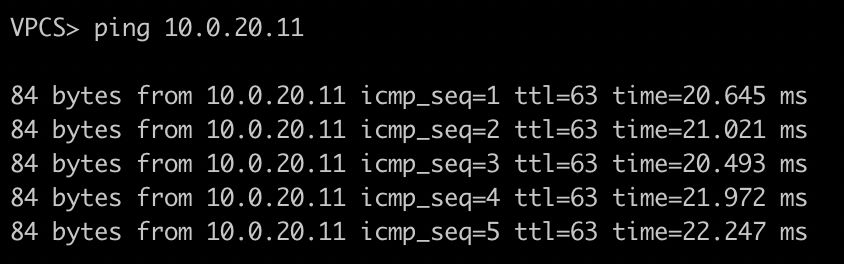 VPCS> ping 10.0.20.11
84 bytes from 10.0.20.11 icmp_seq=1 ttl=63 time=20.645 ms
84 bytes from 10.0.20.11 icmp_seq=2 ttl=63 time=21.021 ms
84 bytes from 10.0.20.11 icmp_seq=3 ttl=63 time=20.493 ms
84 bytes from 10.0.20.11 icmp_seq=4 ttl=63 time=21.972 ms
84 bytes from 10.0.20.11 icmp_seq=5 ttl=63 time=22.247 ms